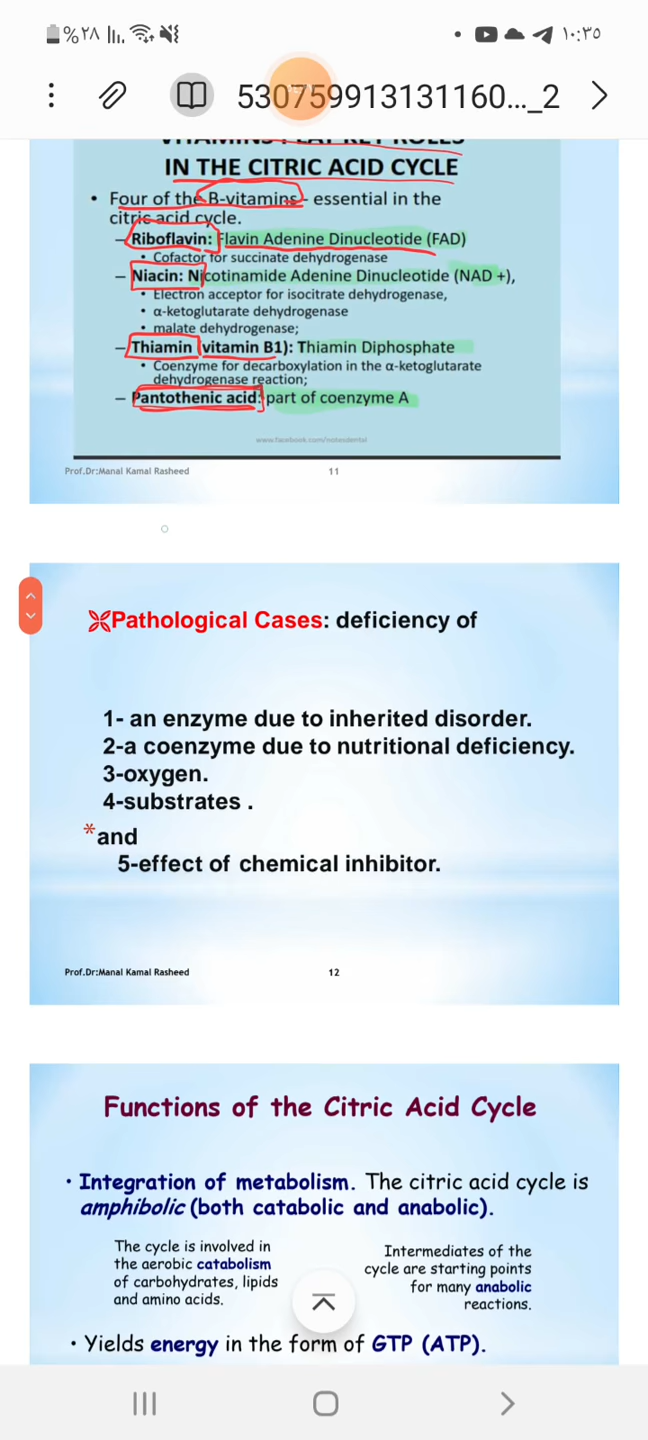 %٢٨
١٠:٣٥
530759913131160..._2
VITAMINS PLAY KEY ROLES
IN THE CITRIC ACID CYCLE
• Four of the B-vitamins - essential in the
citric acid cycle.
– Riboflavin: Flavin Adenine Dinucleotide (FAD)
• Cofactor for succinate dehydrogenase
– Niacin: Nicotinamide Adenine Dinucleotide (NAD +),
• Electron acceptor for isocitrate dehydrogenase,
• α-ketoglutarate dehydrogenase
• malate dehydrogenase;
– Thiamin (vitamin B1): Thiamin Diphosphate
• Coenzyme for decarboxylation in the α-ketoglutarate
dehydrogenase reaction;
– Pantothenic acid: part of coenzyme A
www.facebook.com/notesdental
Prof.Dr:Manal Kamal Rasheed 11
Pathological Cases: deficiency of
1- an enzyme due to inherited disorder.
2-a coenzyme due to nutritional deficiency.
3-oxygen.
4-substrates .
*and
5-effect of chemical inhibitor.
Prof.Dr:Manal Kamal Rasheed 12
Functions of the Citric Acid Cycle
• Integration of metabolism. The citric acid cycle is
amphibolic (both catabolic and anabolic).
The cycle is involved in
the aerobic catabolism
of carbohydrates, lipids
and amino acids.
Intermediates of the
cycle are starting points
for many anabolic
reactions.
• Yields energy in the form of GTP (ATP).